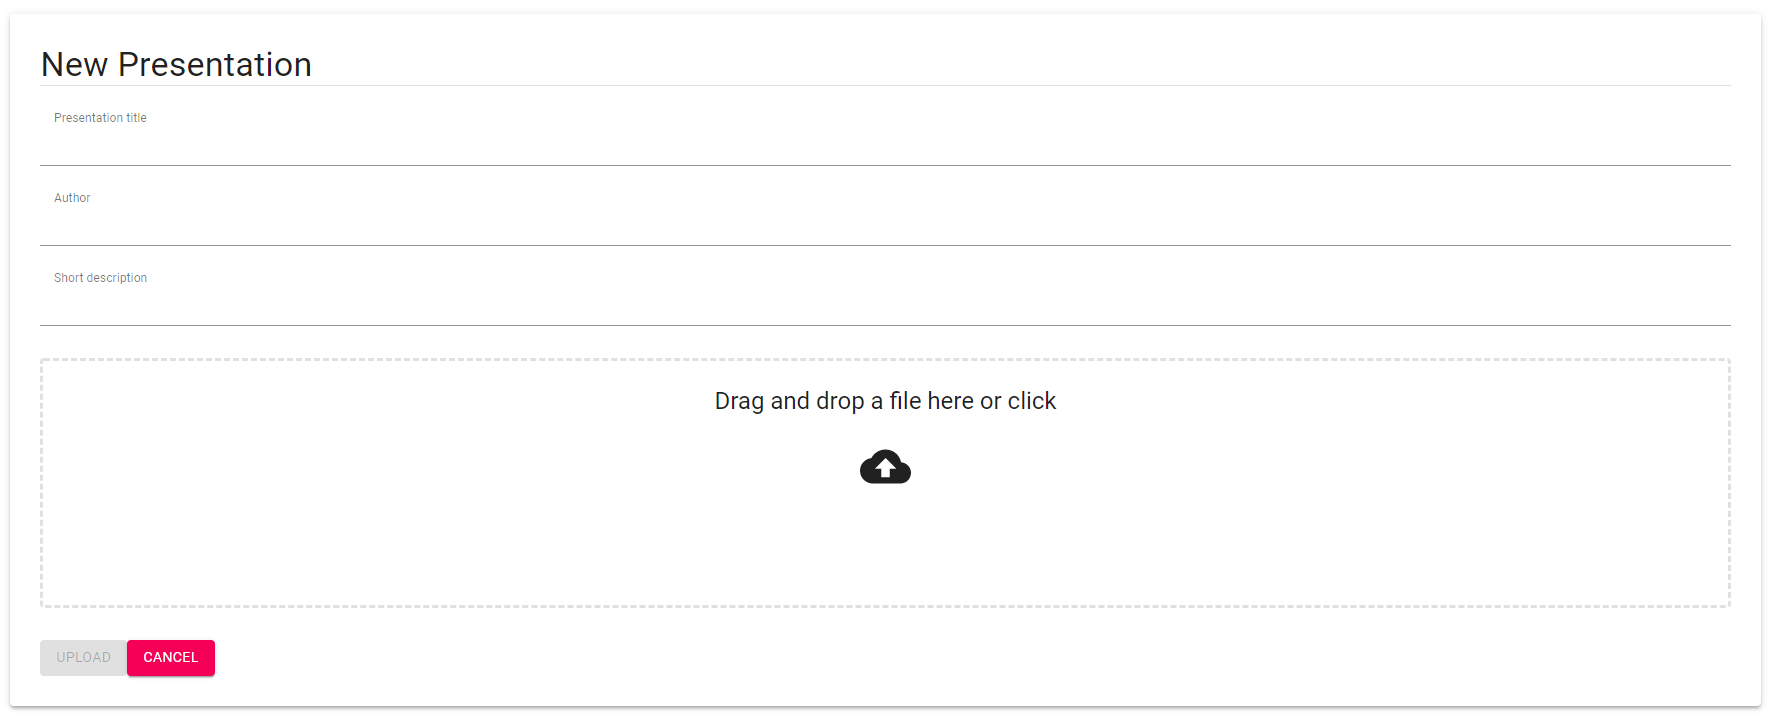 New Presentation
Presentation title
Author
Short description
Drag and drop a file here or click
UPLOAD CANCEL